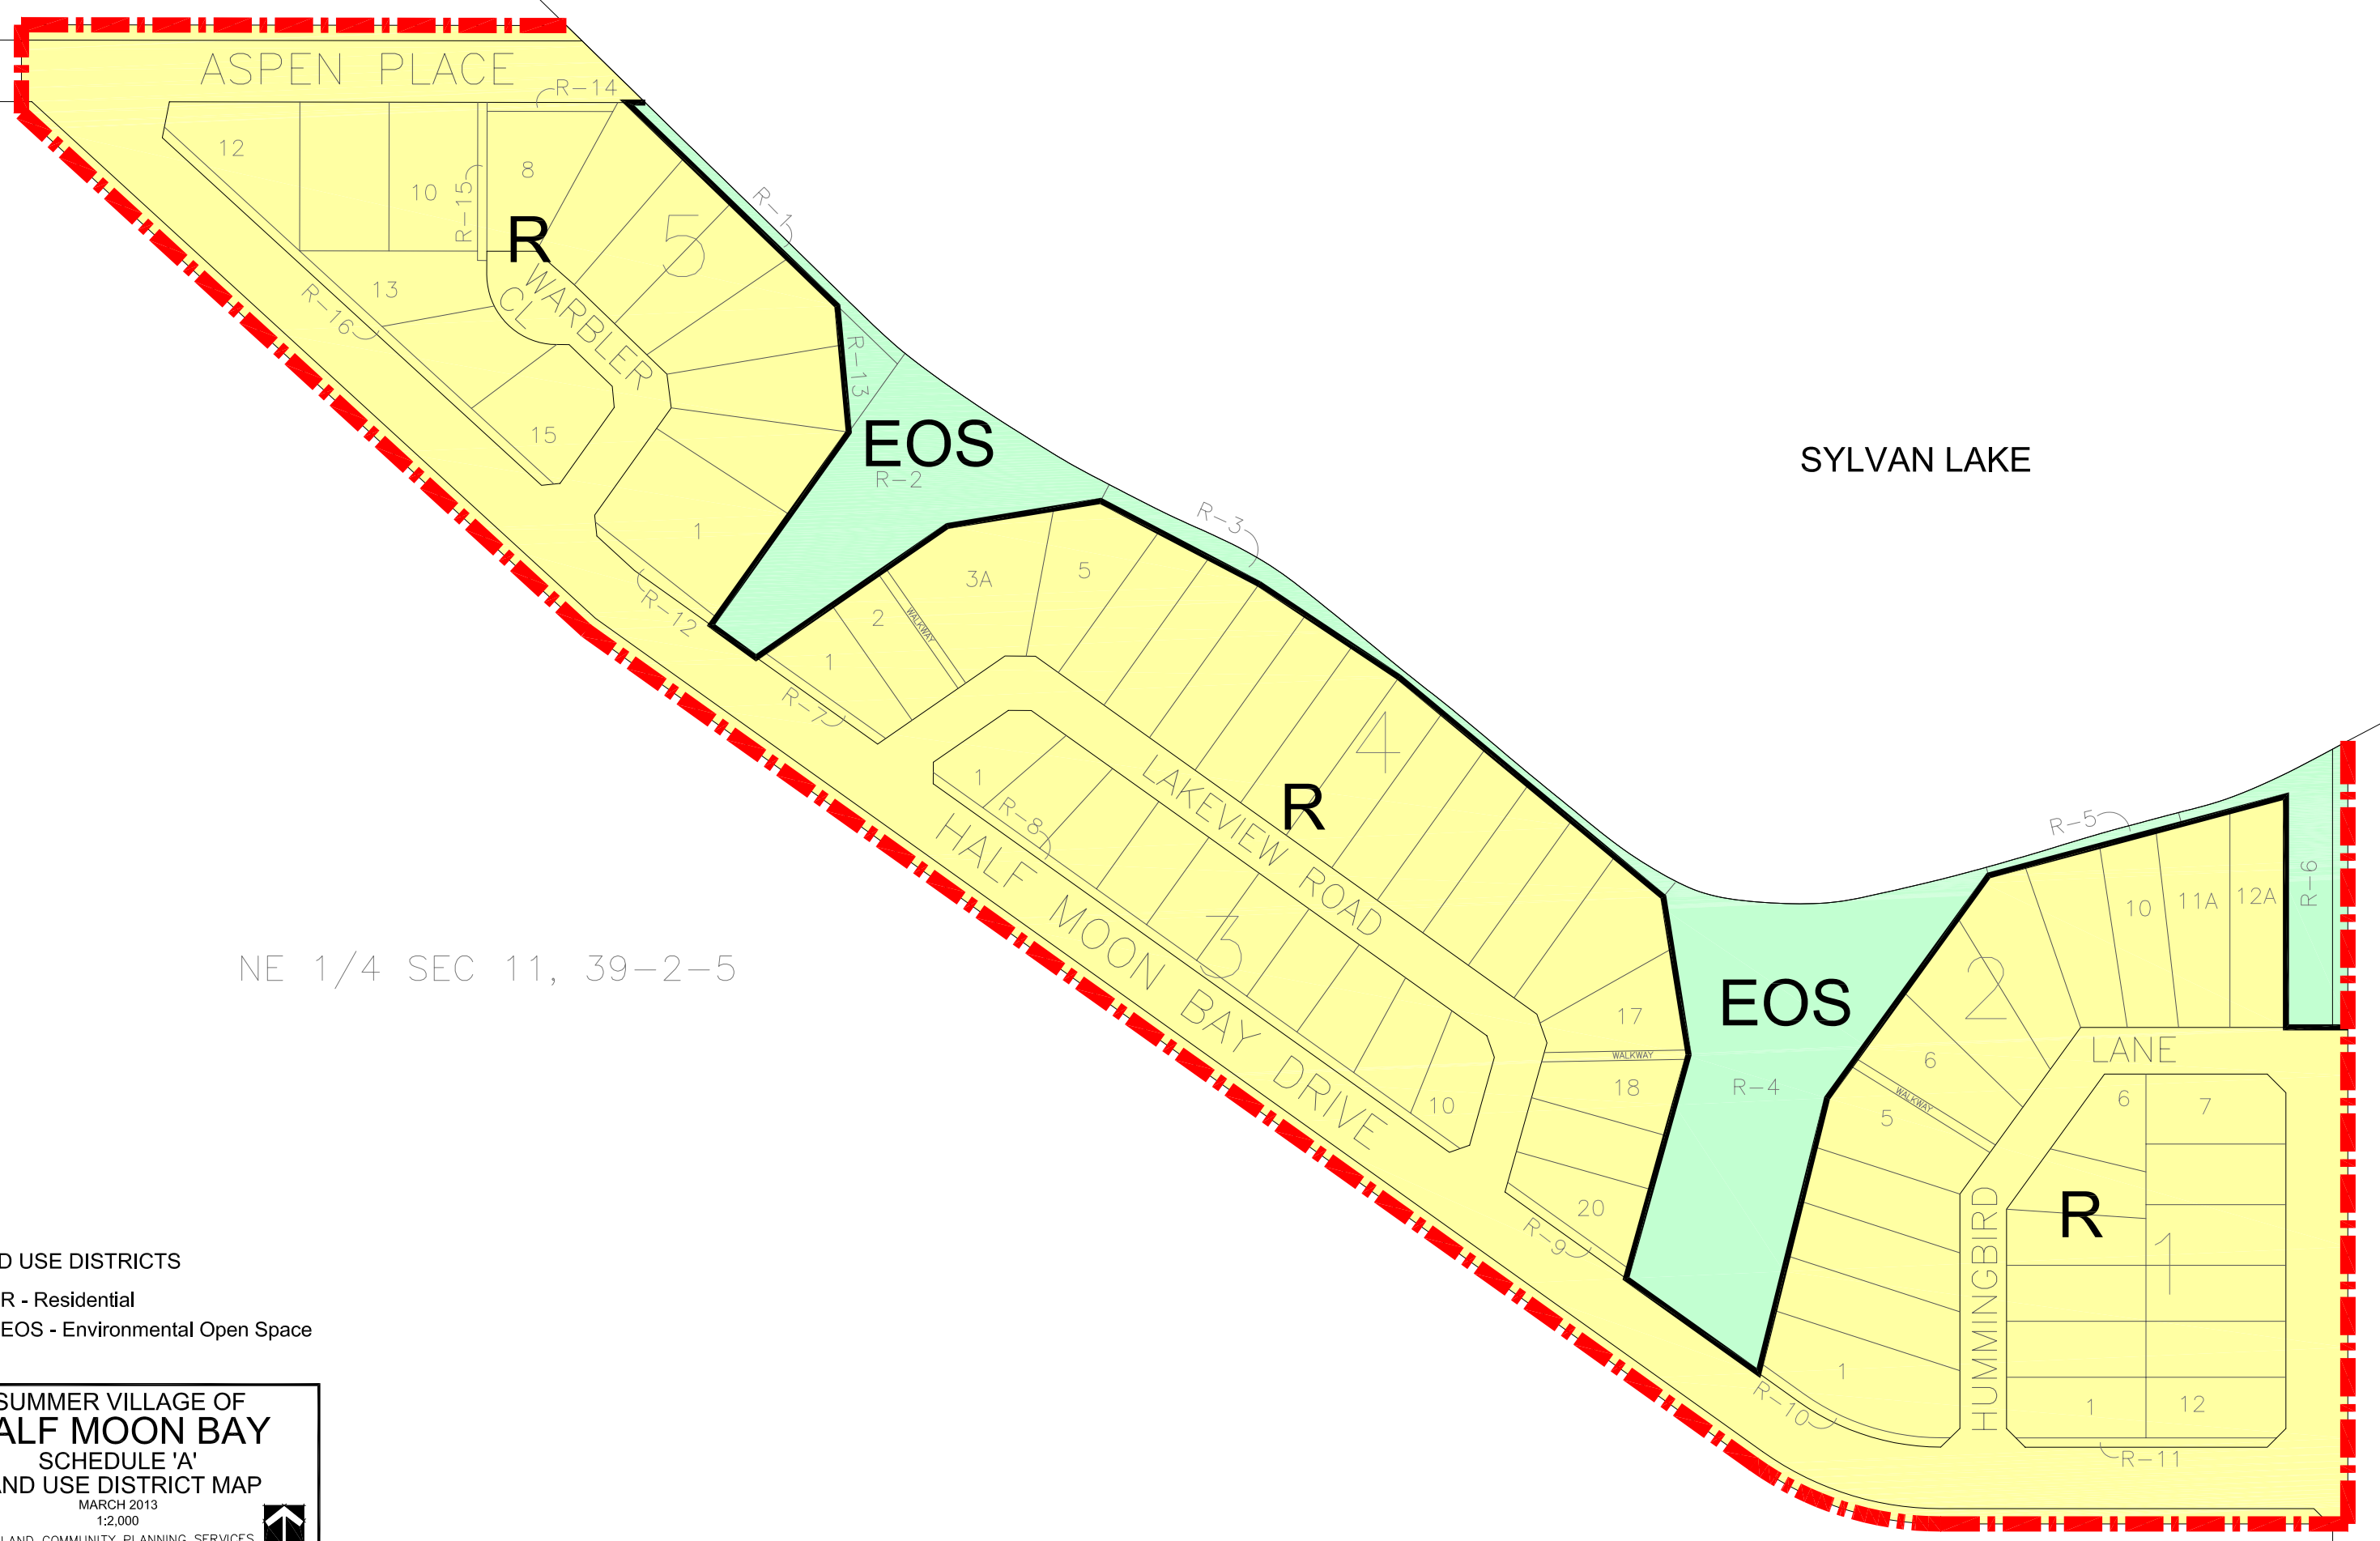 ASPEN PLACE
R-14
12
10
R-15
8
R
5
R-1
13
R-16
WARBLER
CL
R-13
15
1
EOS
R-2
SYLVAN LAKE
R-12
R-3
3A
5
2
WALKWAY
1
R-7
4
LAKEVIEW ROAD
R
1
R-8
3
HALF MOON BAY DRIVE
10
NE 1/4 SEC 11, 39-2-5
17
WALKWAY
18
20
R-9
EOS
R-4
R-5
10
11A
12A
R-6
2
6
WALKWAY
5
1
R-10
LANE
HUMMINGBIRD
6
7
R
1
1
12
R-11
D USE DISTRICTS
R - Residential
EOS - Environmental Open Space
SUMMER VILLAGE OF
ALF MOON BAY
SCHEDULE 'A'
AND USE DISTRICT MAP
MARCH 2013
1:2,000
LAND COMMUNITY PLANNING SERVICES